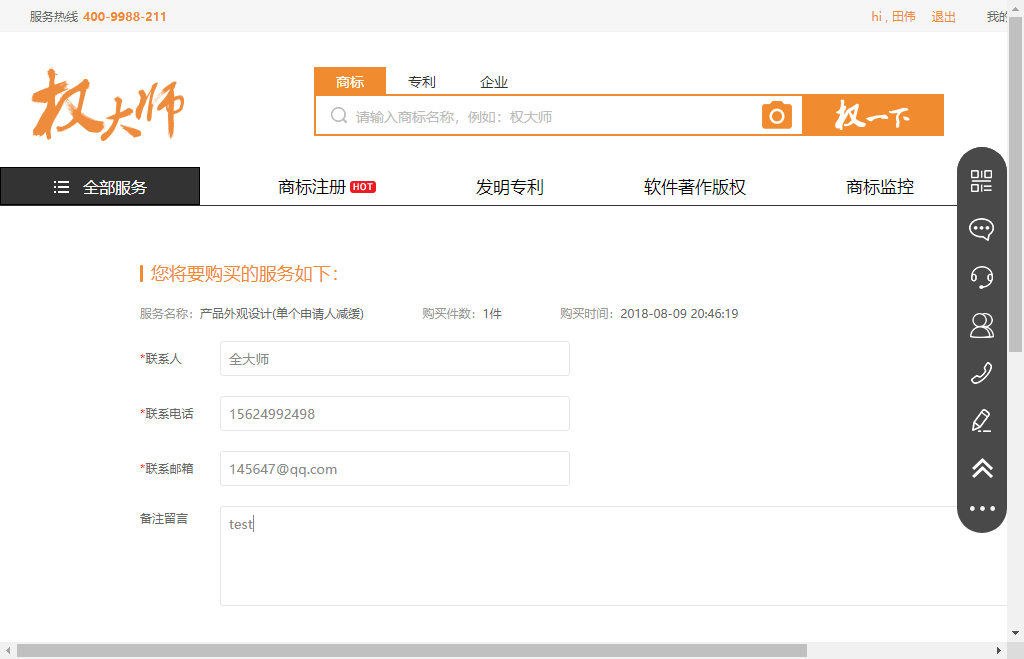 服务热线 400-9988-211 hi , 田伟 退出 我的
权大师
商标 专利 企业
请输入商标名称，例如：权大师 权一下
全部服务 商标注册 HOT 发明专利 软件著作版权 商标监控
您将要购买的服务如下：
服务名称：产品外观设计(单个申请人减缓) 购买件数：1件 购买时间：2018-08-09 20:46:19
*联系人 全大师
*联系电话 15624992498
*联系邮箱 145647@qq.com
备注留言 test